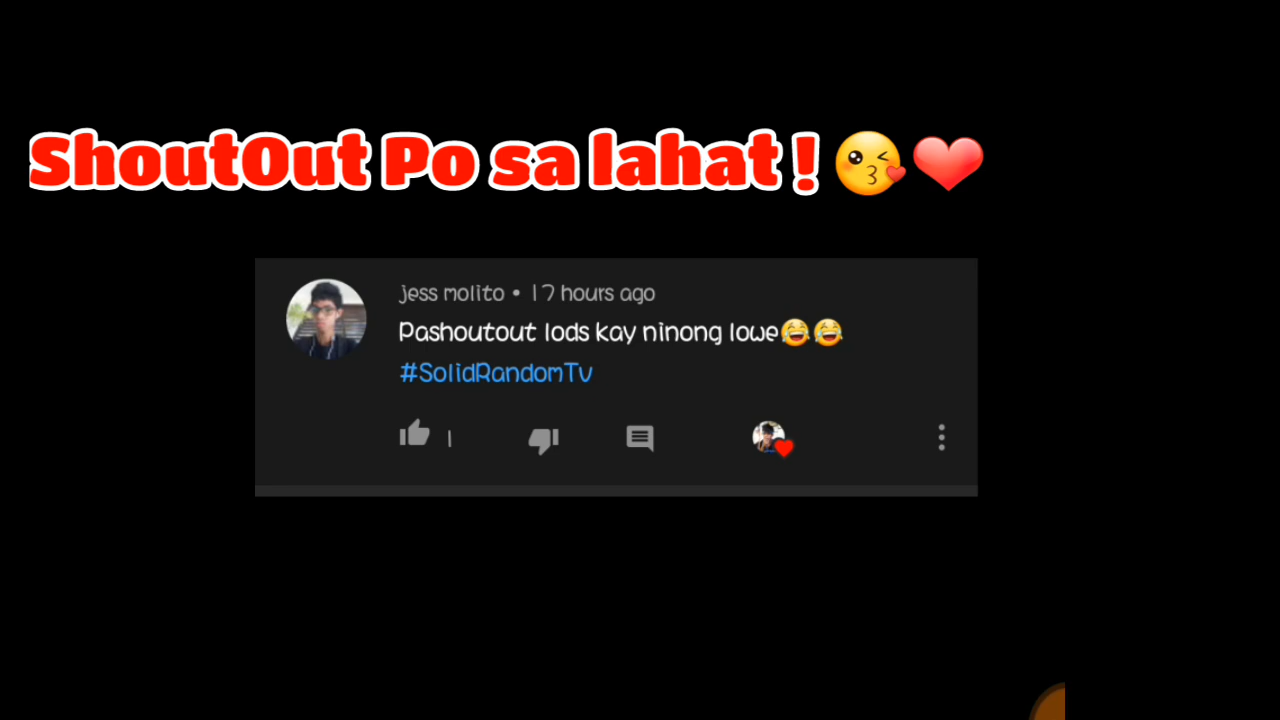 ShoutOut Po sa lahat ! 😘❤️
jess molito • 17 hours ago
Pashoutout lods kay ninong lowe😂😂
#SolidRandomTv
1